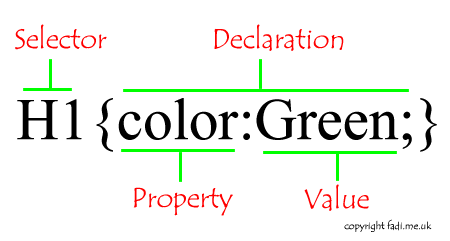 Selector Declaration
H1{color:Green;}
Property Value
copyright fadi.me.uk